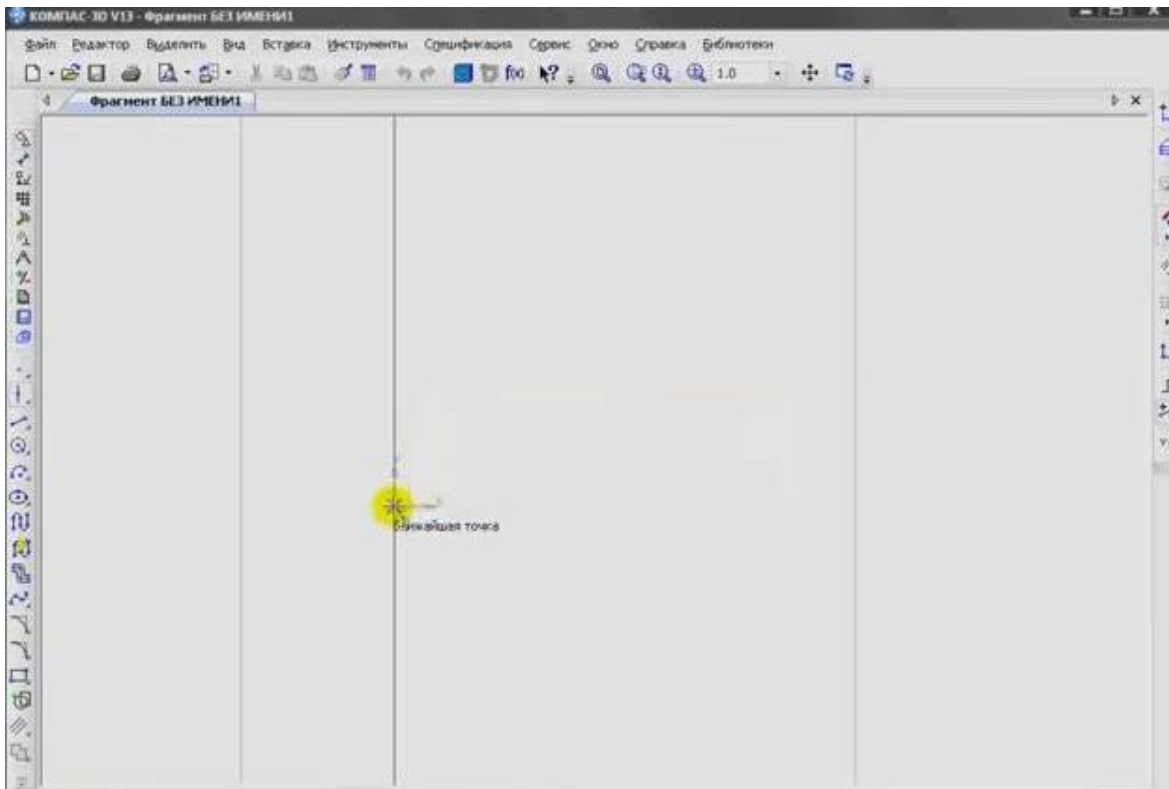 КОМПАС-3D V13 - Фрагмент БЕЗ ИМЕНИ1
Файл Редактор Выделить Вид Вставка Инструменты Спецификация Сервис Окно Справка Библиотеки
f(x) 1.0
Фрагмент БЕЗ ИМЕНИ1
Ближайшая точка